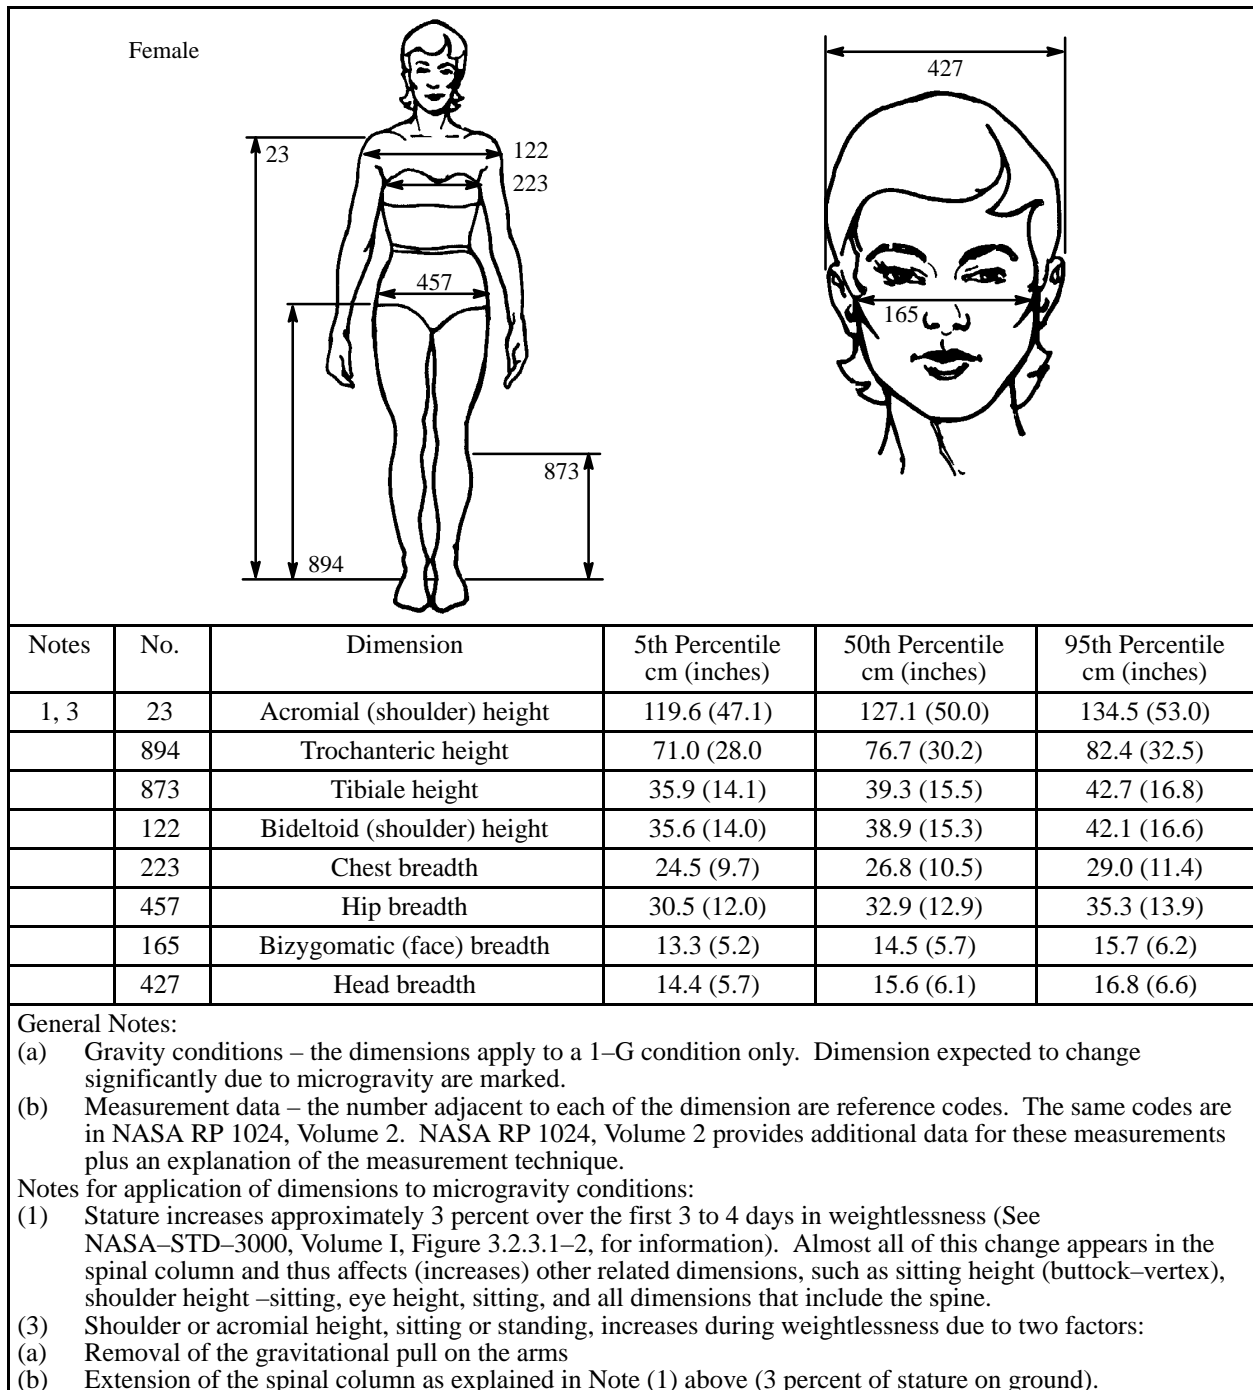 Female
427
23
122
223
457
165
873
894
Notes No. Dimension 5th Percentile cm (inches) 50th Percentile cm (inches) 95th Percentile cm (inches)
1, 3 23 Acromial (shoulder) height 119.6 (47.1) 127.1 (50.0) 134.5 (53.0)
894 Trochanteric height 71.0 (28.0 76.7 (30.2) 82.4 (32.5)
873 Tibiale height 35.9 (14.1) 39.3 (15.5) 42.7 (16.8)
122 Bideltoid (shoulder) height 35.6 (14.0) 38.9 (15.3) 42.1 (16.6)
223 Chest breadth 24.5 (9.7) 26.8 (10.5) 29.0 (11.4)
457 Hip breadth 30.5 (12.0) 32.9 (12.9) 35.3 (13.9)
165 Bizygomatic (face) breadth 13.3 (5.2) 14.5 (5.7) 15.7 (6.2)
427 Head breadth 14.4 (5.7) 15.6 (6.1) 16.8 (6.6)
General Notes:
(a) Gravity conditions – the dimensions apply to a 1–G condition only. Dimension expected to change
significantly due to microgravity are marked.
(b) Measurement data – the number adjacent to each of the dimension are reference codes. The same codes are
in NASA RP 1024, Volume 2. NASA RP 1024, Volume 2 provides additional data for these measurements
plus an explanation of the measurement technique.
Notes for application of dimensions to microgravity conditions:
(1) Stature increases approximately 3 percent over the first 3 to 4 days in weightlessness (See
NASA–STD–3000, Volume I, Figure 3.2.3.1–2, for information). Almost all of this change appears in the
spinal column and thus affects (increases) other related dimensions, such as sitting height (buttock–vertex),
shoulder height –sitting, eye height, sitting, and all dimensions that include the spine.
(3) Shoulder or acromial height, sitting or standing, increases during weightlessness due to two factors:
(a) Removal of the gravitational pull on the arms
(b) Extension of the spinal column as explained in Note (1) above (3 percent of stature on ground).